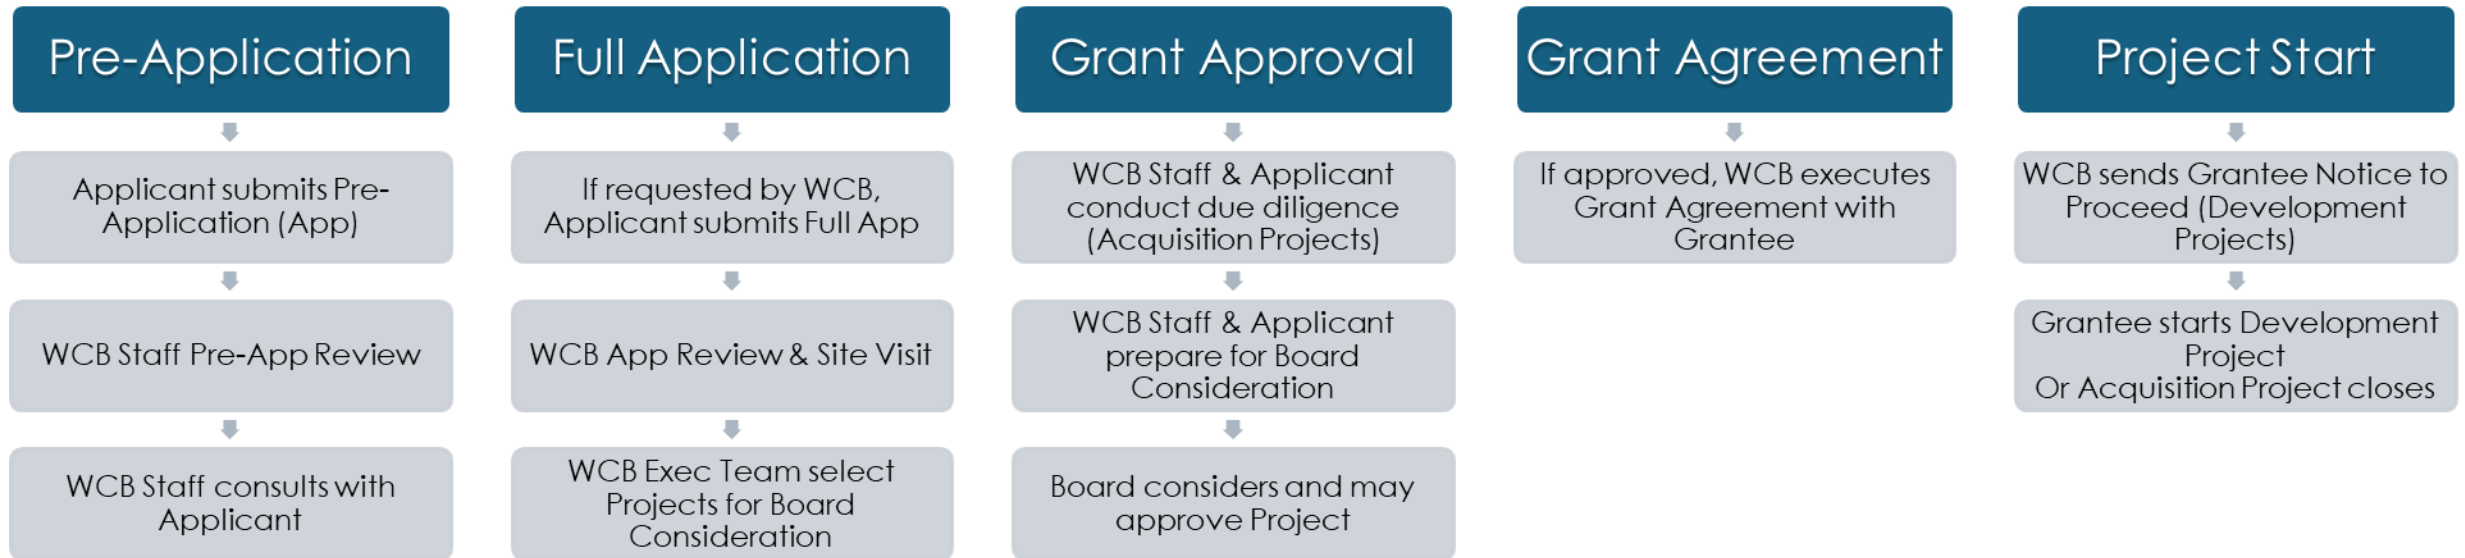 Pre-Application
Applicant submits Pre-
Application (App)
WCB Staff Pre-App Review
WCB Staff consults with
Applicant
Full Application
If requested by WCB,
Applicant submits Full App
WCB App Review & Site Visit
WCB Exec Team select
Projects for Board
Consideration
Grant Approval
WCB Staff & Applicant
conduct due diligence
(Acquisition Projects)
WCB Staff & Applicant
prepare for Board
Consideration
Board considers and may
approve Project
Grant Agreement
If approved, WCB executes
Grant Agreement with
Grantee
Project Start
WCB sends Grantee Notice to
Proceed (Development
Projects)
Grantee starts Development
Project
Or Acquisition Project closes